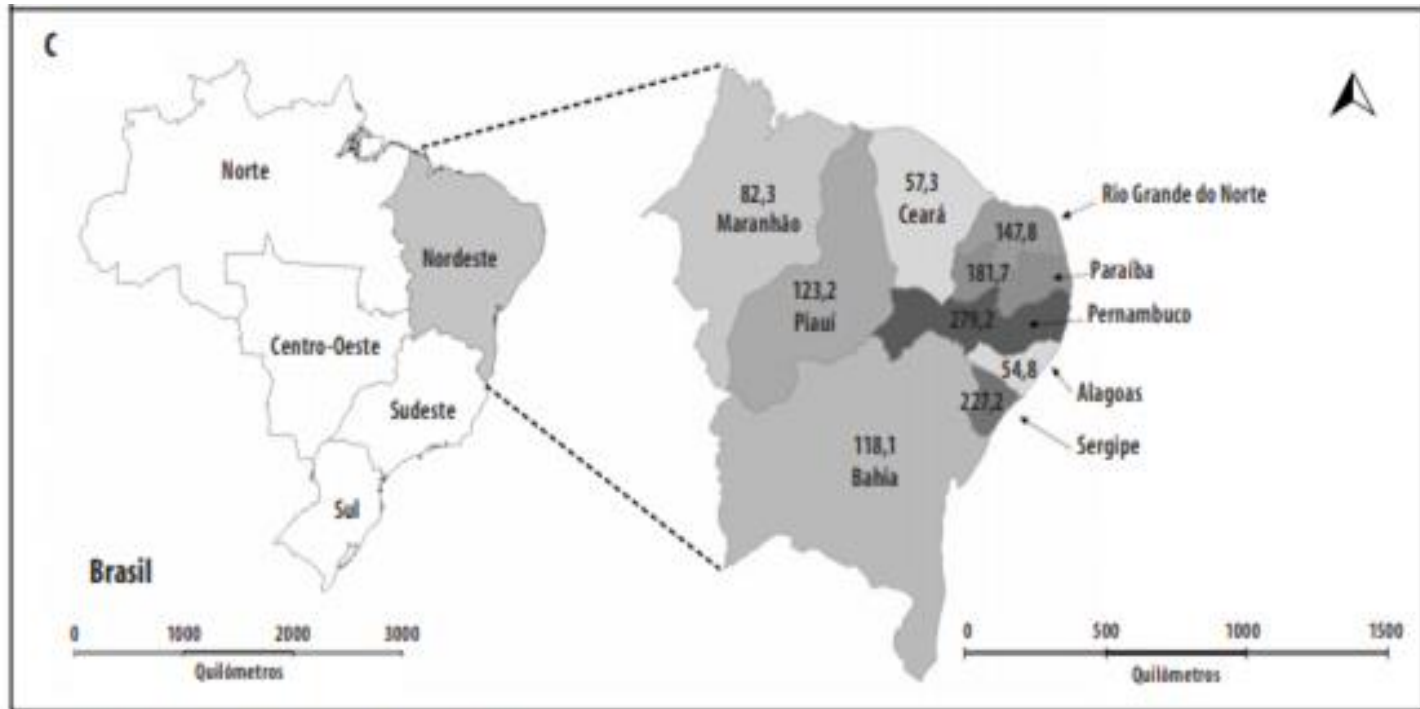 C
Norte
Nordeste
Centro-Oeste
Sudeste
Sul
Brasil
0 1000 2000 3000
Quilómetros
82,3
Maranhão
57,3
Ceará
123,2
Piauí
147,8
Rio Grande do Norte
181,7
Paraíba
279,2
Pernambuco
54,8
Alagoas
227,2
Sergipe
118,1
Bahia
0 500 1000 1500
Quilómetros